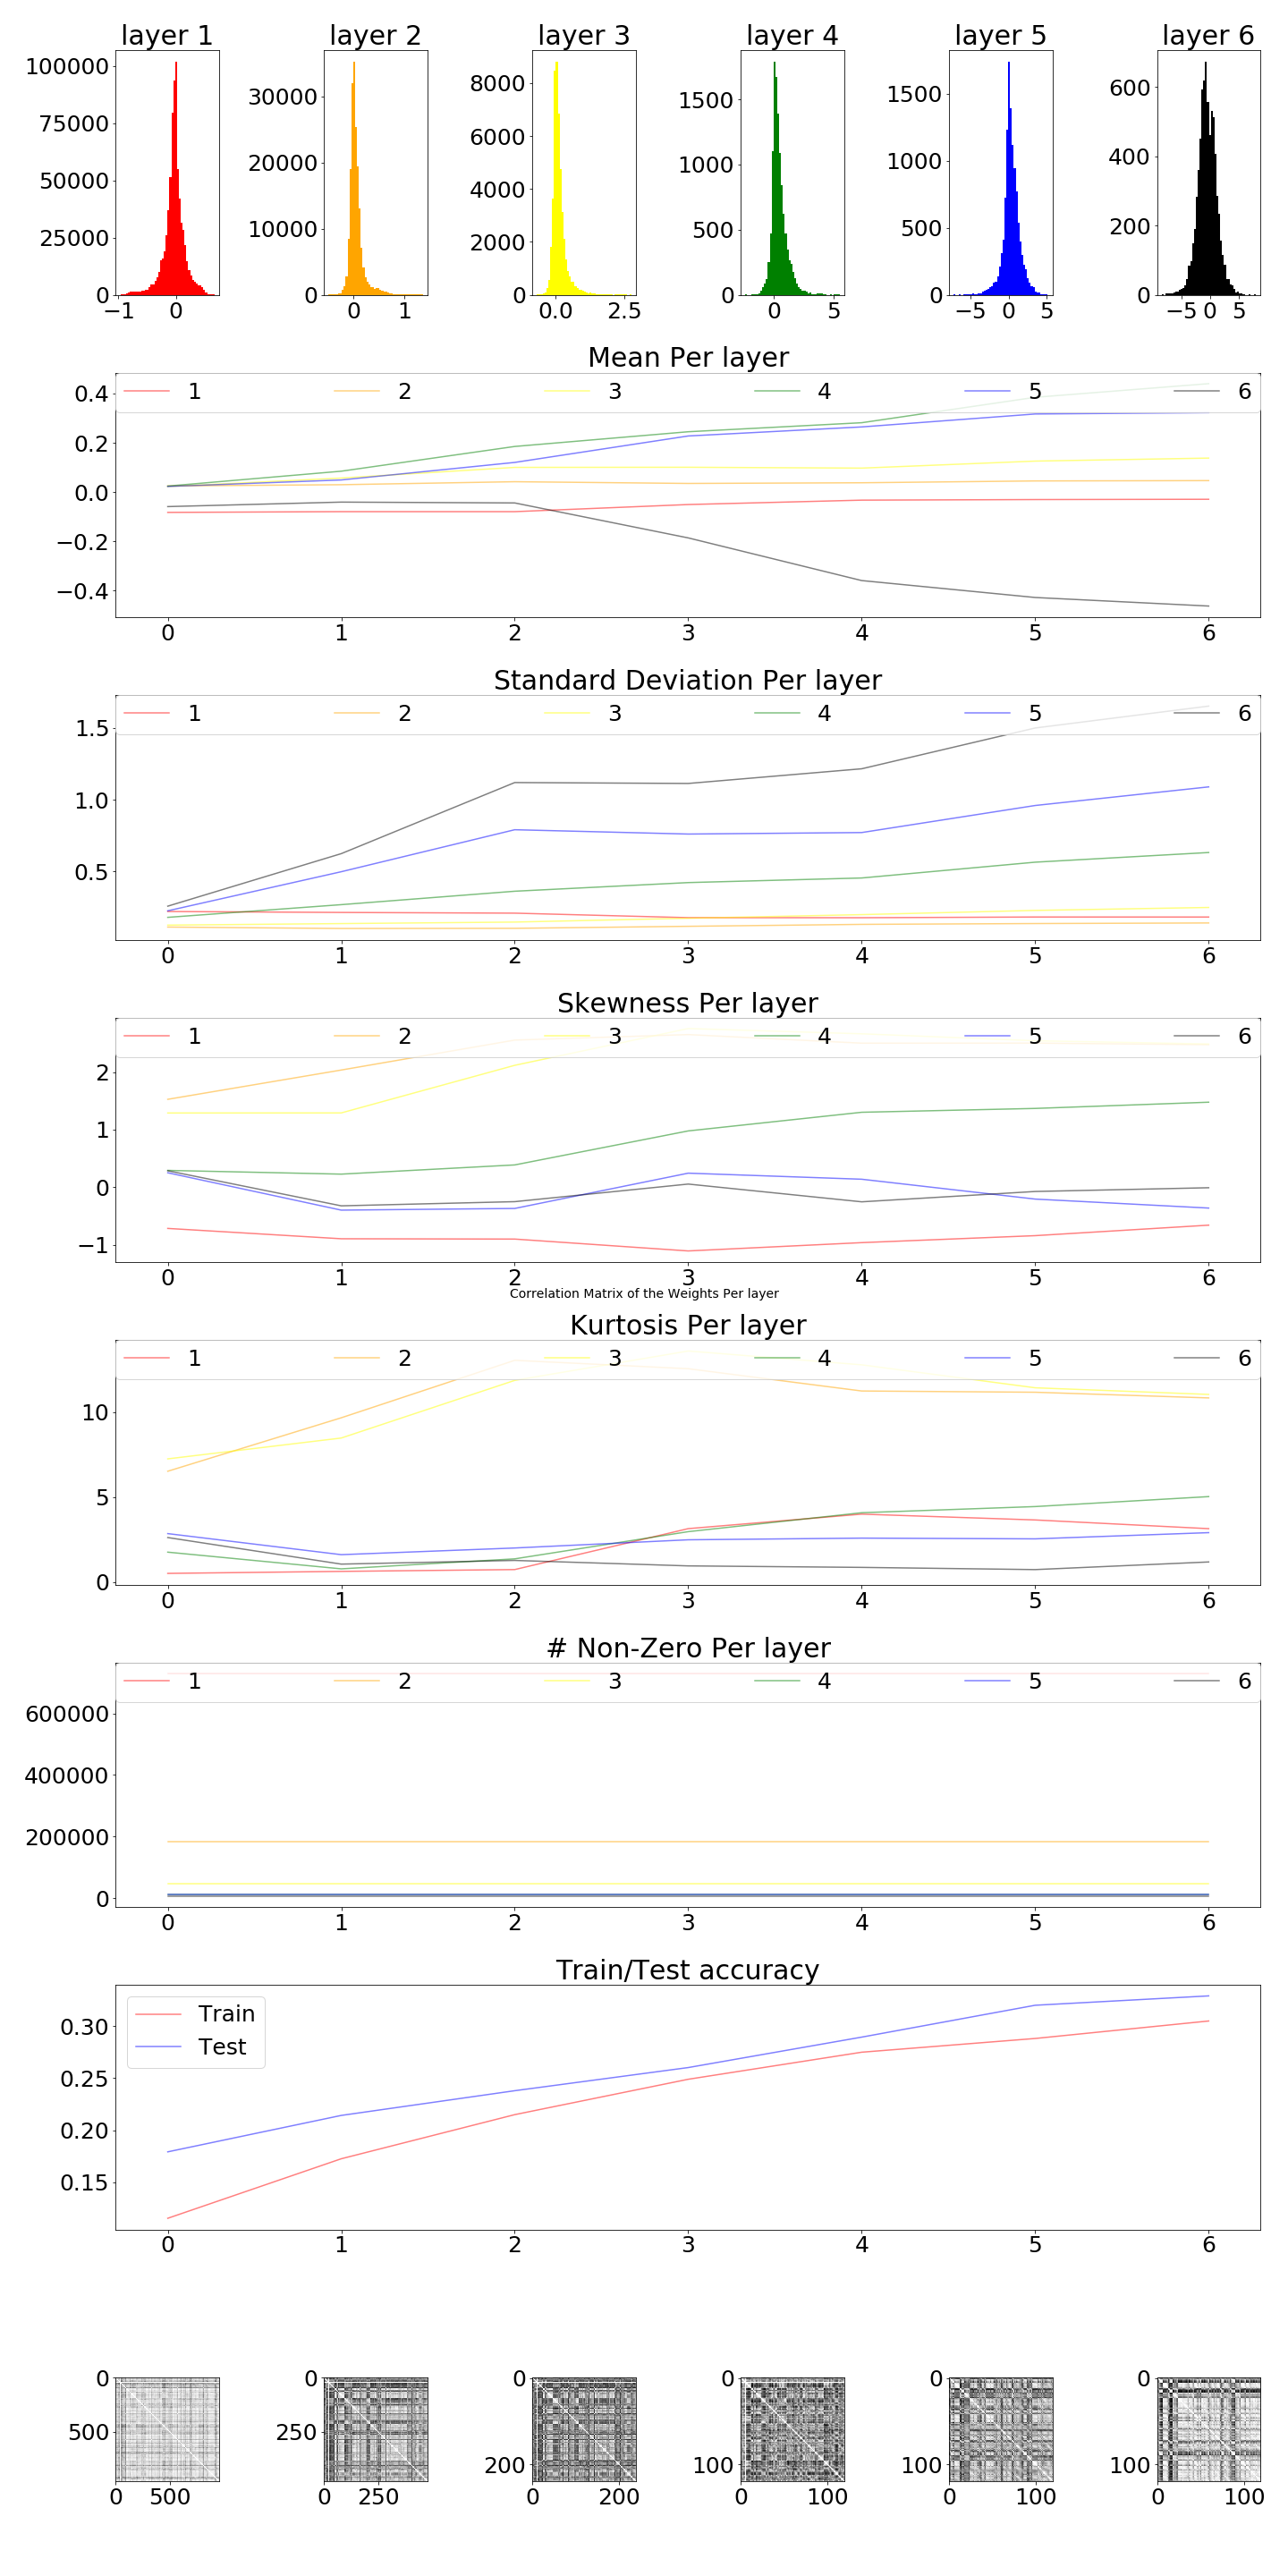 layer 1 layer 2 layer 3 layer 4 layer 5 layer 6
100000 75000 50000 25000 0
−1 0
30000 20000 10000 0
0 1
8000 6000 4000 2000 0
0.0 2.5
1500 1000 500 0
0 5
1500 1000 500 0
−5 0 5
600 400 200 0
−5 0 5
Mean Per layer
1 2 3 4 5 6
0.4
0.2
0.0
−0.2
−0.4
0 1 2 3 4 5 6
Standard Deviation Per layer
1 2 3 4 5 6
1.5
1.0
0.5
0 1 2 3 4 5 6
Skewness Per layer
1 2 3 4 5 6
2
1
0
−1
0 1 2 3 4 5 6
Correlation Matrix of the Weights Per layer
Kurtosis Per layer
1 2 3 4 5 6
10
5
0
0 1 2 3 4 5 6
# Non-Zero Per layer
1 2 3 4 5 6
600000
400000
200000
0
0 1 2 3 4 5 6
Train/Test accuracy
Train
Test
0.30
0.25
0.20
0.15
0 1 2 3 4 5 6
0 500
0 500
0 250
0 250
0 200
0 200
0 100
0 100
0 100
0 100
0 100
0 100